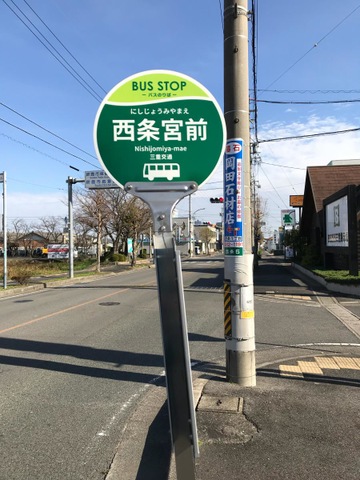 BUS STOP
～ バスのりば ～
にしじょうみやまえ
西条宮前
Nishijomiya-mae
三重交通
岡田石材店